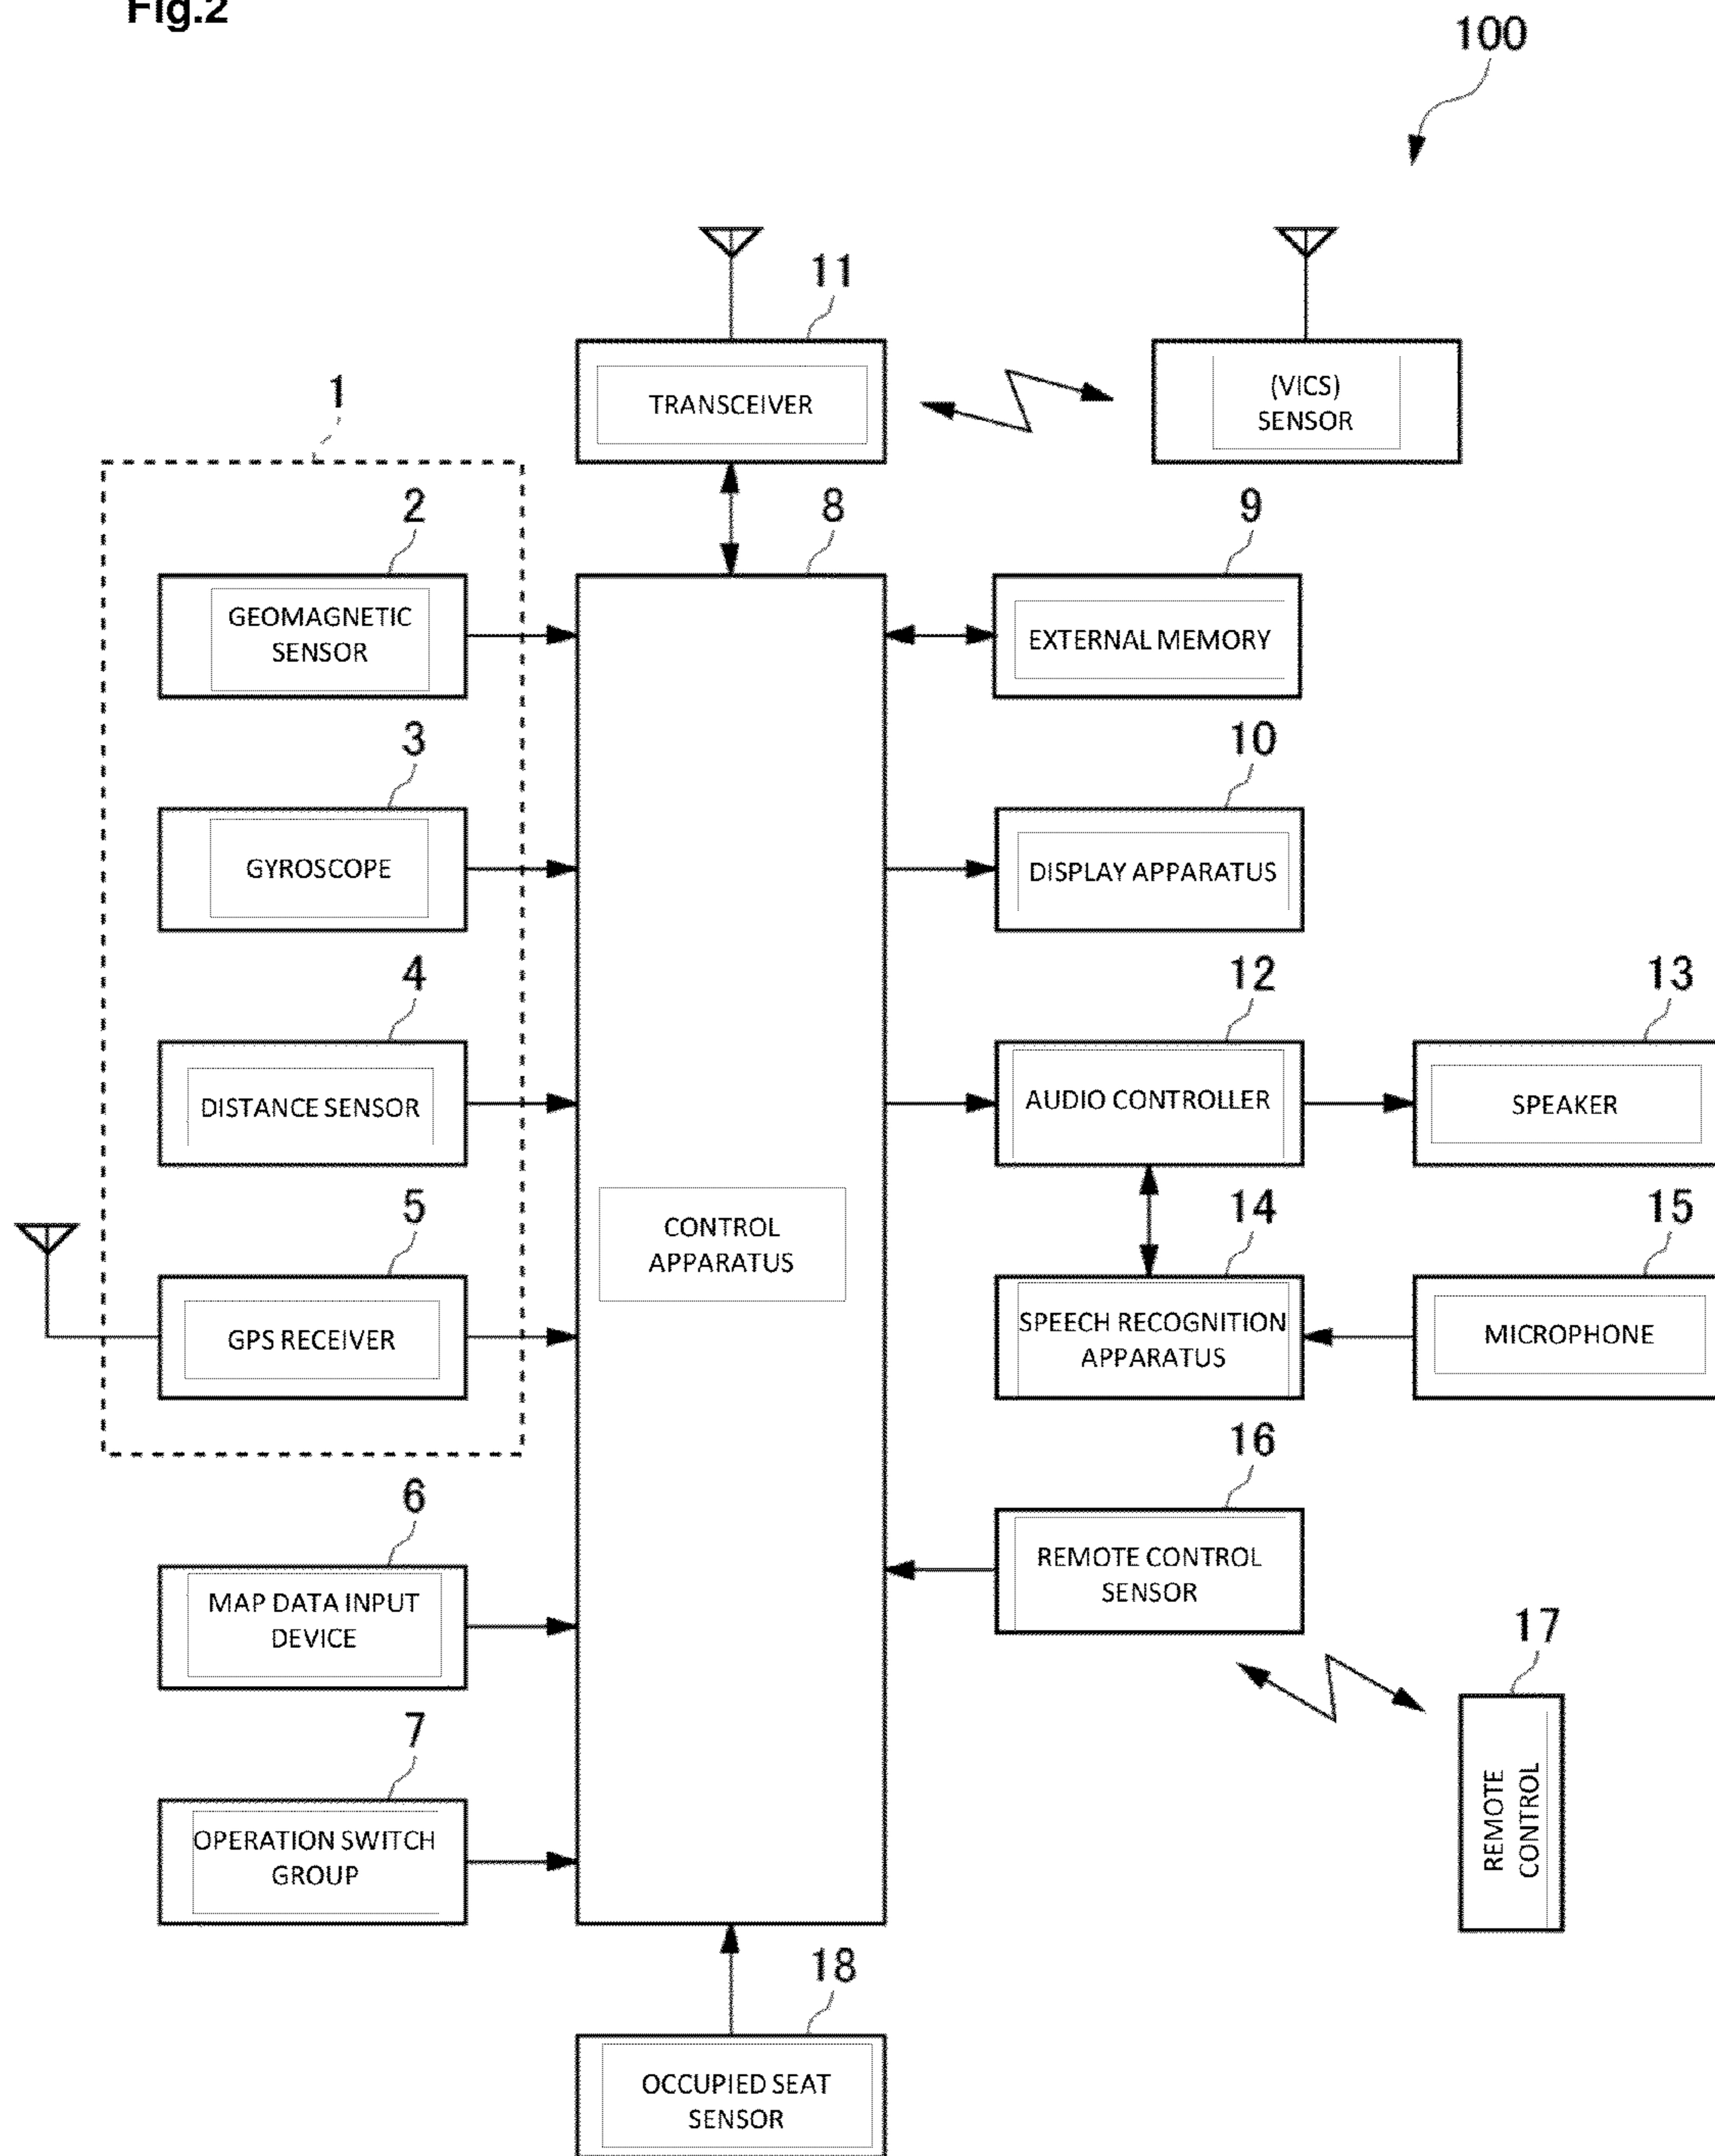 Fig.2
100
11
TRANSCEIVER
(VICS)
SENSOR
1
2
GEOMAGNETIC
SENSOR
8
9
EXTERNAL MEMORY
3
GYROSCOPE
10
DISPLAY APPARATUS
4
DISTANCE SENSOR
12
AUDIO CONTROLLER
13
SPEAKER
5
GPS RECEIVER
CONTROL
APPARATUS
14
SPEECH RECOGNITION
APPARATUS
15
MICROPHONE
6
MAP DATA INPUT
DEVICE
16
REMOTE CONTROL
SENSOR
17
REMOTE
CONTROL
7
OPERATION SWITCH
GROUP
18
OCCUPIED SEAT
SENSOR